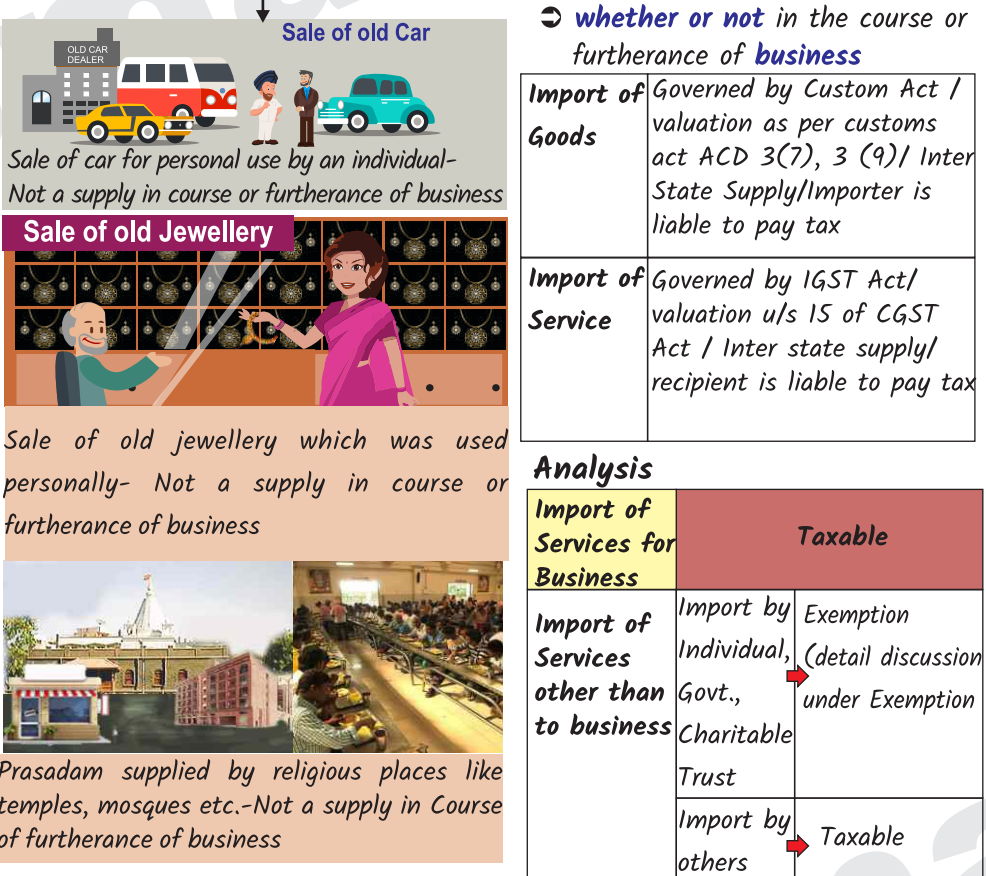 Sale of old Car
OLD CAR
DEALER
Sale of car for personal use by an individual-
Not a supply in course or furtherance of business
Sale of old Jewellery
Sale of old jewellery which was used
personally- Not a supply in course or
furtherance of business
Prasadam supplied by religious places like
temples, mosques etc.-Not a supply in Course
of furtherance of business
➲ whether or not in the course or
furtherance of business
Import of
Goods
Governed by Custom Act /
valuation as per customs
act ACD 3(7), 3 (9)/ Inter
State Supply/Importer is
liable to pay tax
Import of
Service
Governed by IGST Act/
valuation u/s 15 of CGST
Act / Inter state supply/
recipient is liable to pay tax
Analysis
Import of
Services for
Business
Taxable
Import of
Services
other than
to business
Import by
Individual,
Govt.,
Charitable
Trust
Exemption
(detail discussion
under Exemption
Import by
others
Taxable